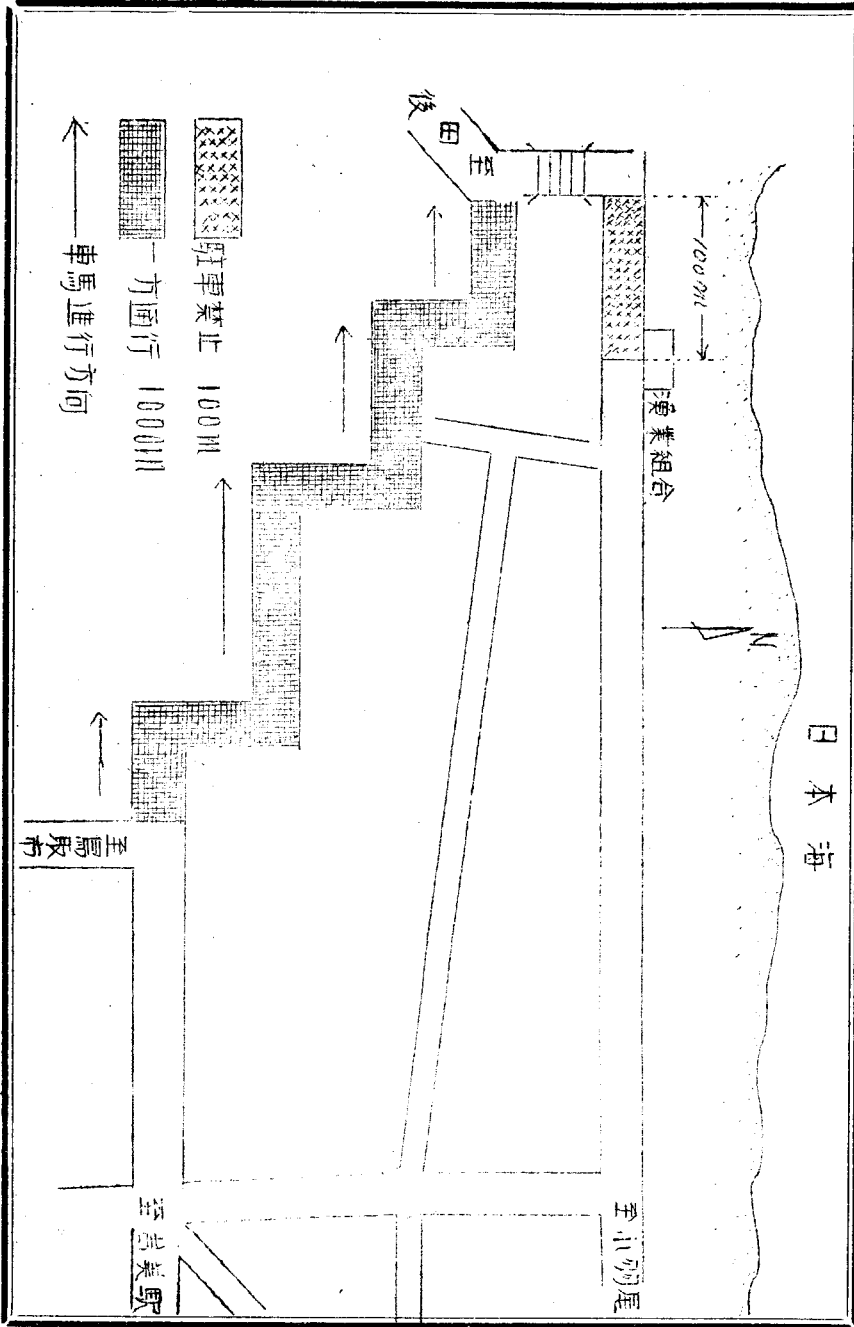 日本海
100m
N
漁業組合
至小羽尾
至田後
駐車禁止 100m
一方通行 1000m
車馬進行方向
至鳥取市
至岩美駅